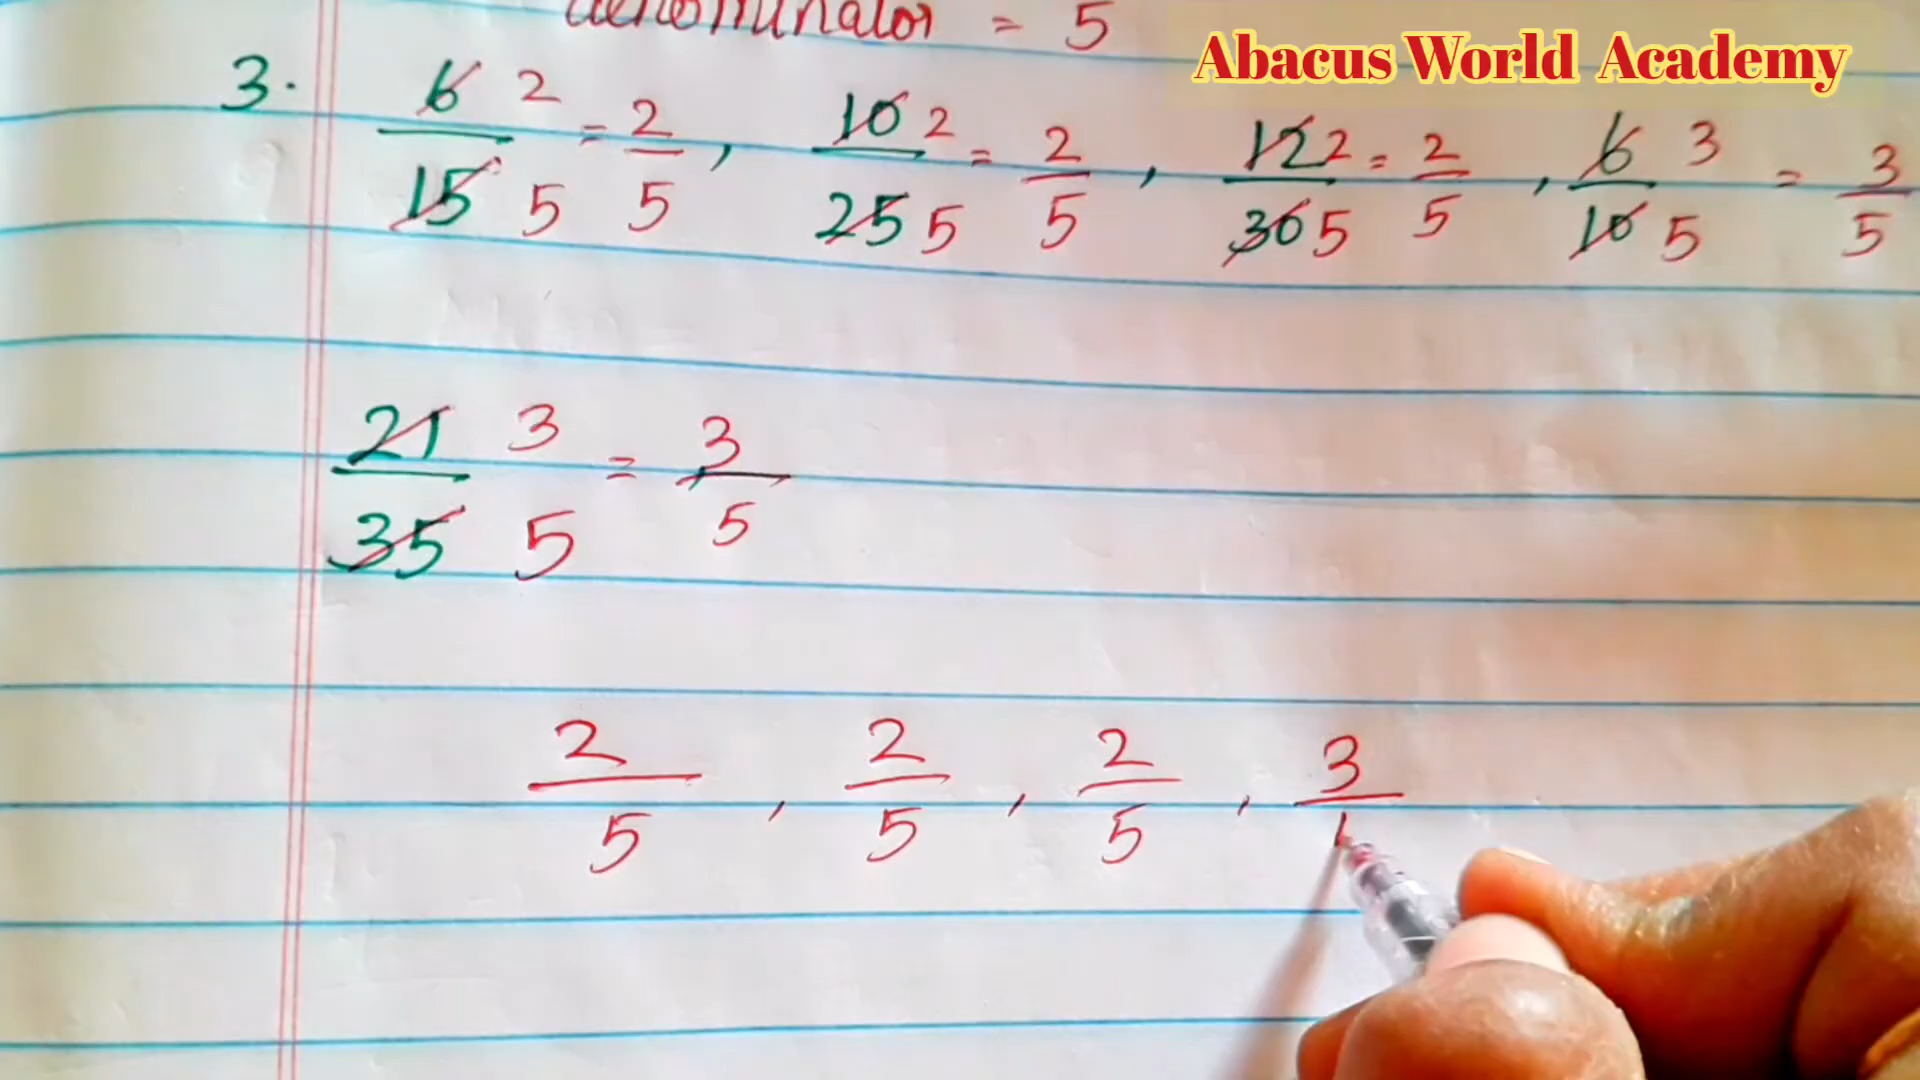 denominator = 5
Abacus World Academy
3. 6/15 2/5 = 2/5, 10/25 2/5 = 2/5, 12/30 2/5 = 2/5, 6/10 3/5 = 3/5
21/35 3/5 = 3/5
2/5, 2/5, 2/5, 3/